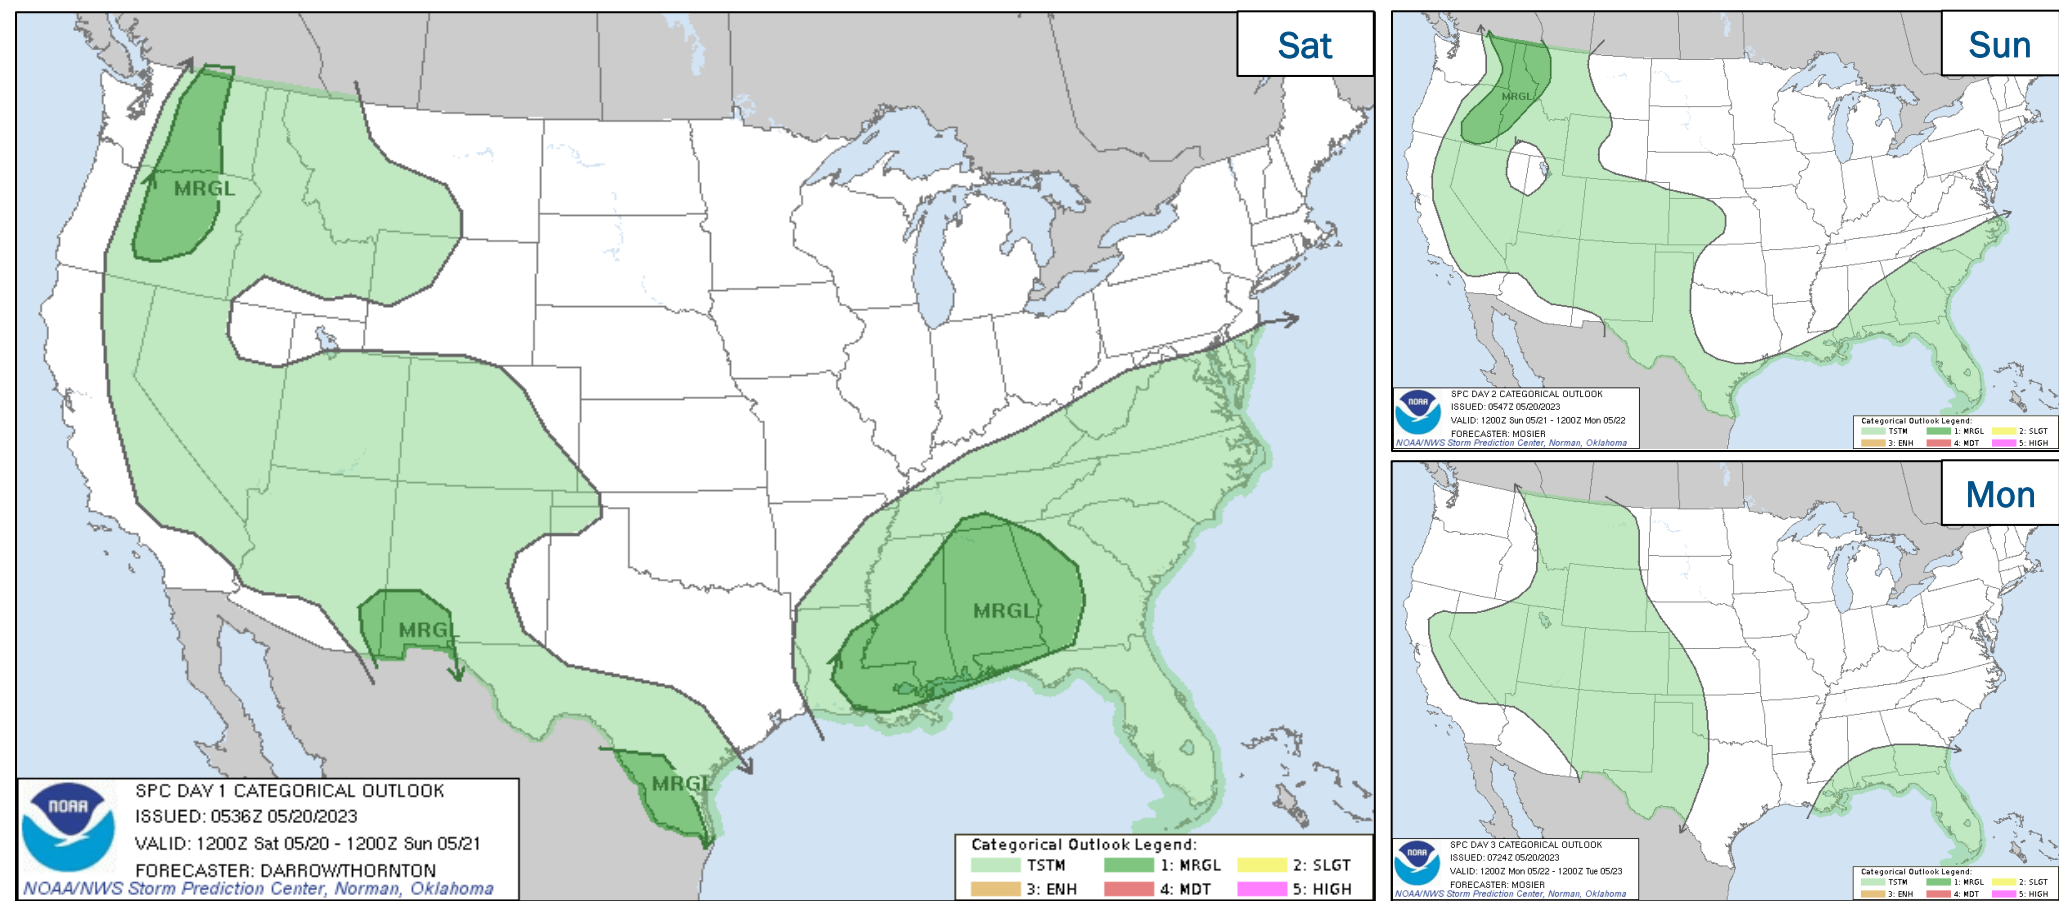 Sat
MRGL
MRGL
MRGL
MRGL
NOAA
SPC DAY 1 CATEGORICAL OUTLOOK
ISSUED: 0536Z 05/20/2023
VALID: 1200Z Sat 05/20 - 1200Z Sun 05/21
FORECASTER: DARROW/THORNTON
NOAA/NWS Storm Prediction Center, Norman, Oklahoma
Categorical Outlook Legend:
TSTM 1: MRGL 2: SLGT
3: ENH 4: MDT 5: HIGH
Sun
MRGL
NOAA
SPC DAY 2 CATEGORICAL OUTLOOK
ISSUED: 0547Z 05/20/2023
VALID: 1200Z Sun 05/21 - 1200Z Mon 05/22
FORECASTER: MOSIER
NOAA/NWS Storm Prediction Center, Norman, Oklahoma
Categorical Outlook Legend:
TSTM 1: MRGL 2: SLGT
3: ENH 4: MDT 5: HIGH
Mon
NOAA
SPC DAY 3 CATEGORICAL OUTLOOK
ISSUED: 0724Z 05/20/2023
VALID: 1200Z Mon 05/22 - 1200Z Tue 05/23
FORECASTER: MOSIER
NOAA/NWS Storm Prediction Center, Norman, Oklahoma
Categorical Outlook Legend:
TSTM 1: MRGL 2: SLGT
3: ENH 4: MDT 5: HIGH